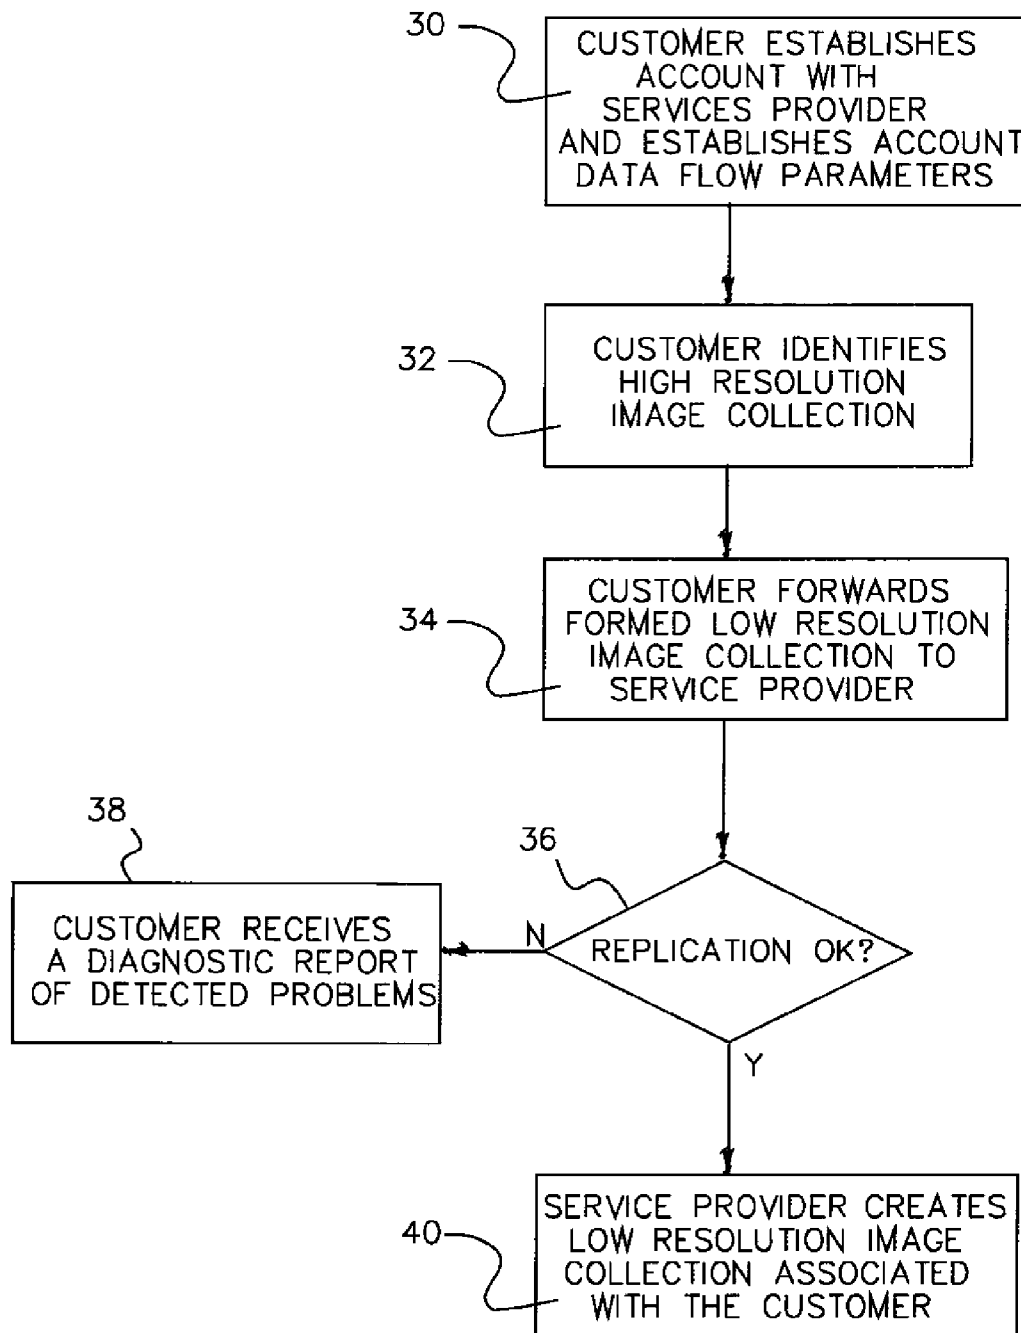 30
CUSTOMER ESTABLISHES
ACCOUNT WITH
SERVICES PROVIDER
AND ESTABLISHES ACCOUNT
DATA FLOW PARAMETERS
32
CUSTOMER IDENTIFIES
HIGH RESOLUTION
IMAGE COLLECTION
34
CUSTOMER FORWARDS
FORMED LOW RESOLUTION
IMAGE COLLECTION TO
SERVICE PROVIDER
36
REPLICATION OK?
N
38
CUSTOMER RECEIVES
A DIAGNOSTIC REPORT
OF DETECTED PROBLEMS
Y
40
SERVICE PROVIDER CREATES
LOW RESOLUTION IMAGE
COLLECTION ASSOCIATED
WITH THE CUSTOMER